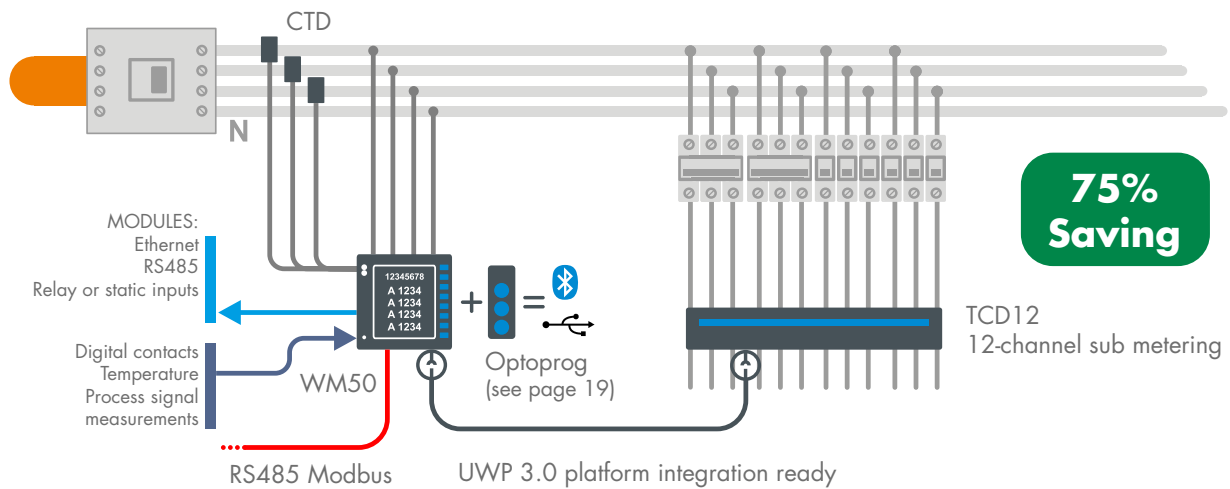 CTD
N
MODULES:
Ethernet
RS485
Relay or static inputs
Digital contacts
Temperature
Process signal
measurements
12345678
A 1234
A 1234
A 1234
A 1234
WM50
+
=
Optoprog
(see page 19)
RS485 Modbus
UWP 3.0 platform integration ready
75%
Saving
TCD12
12-channel sub metering